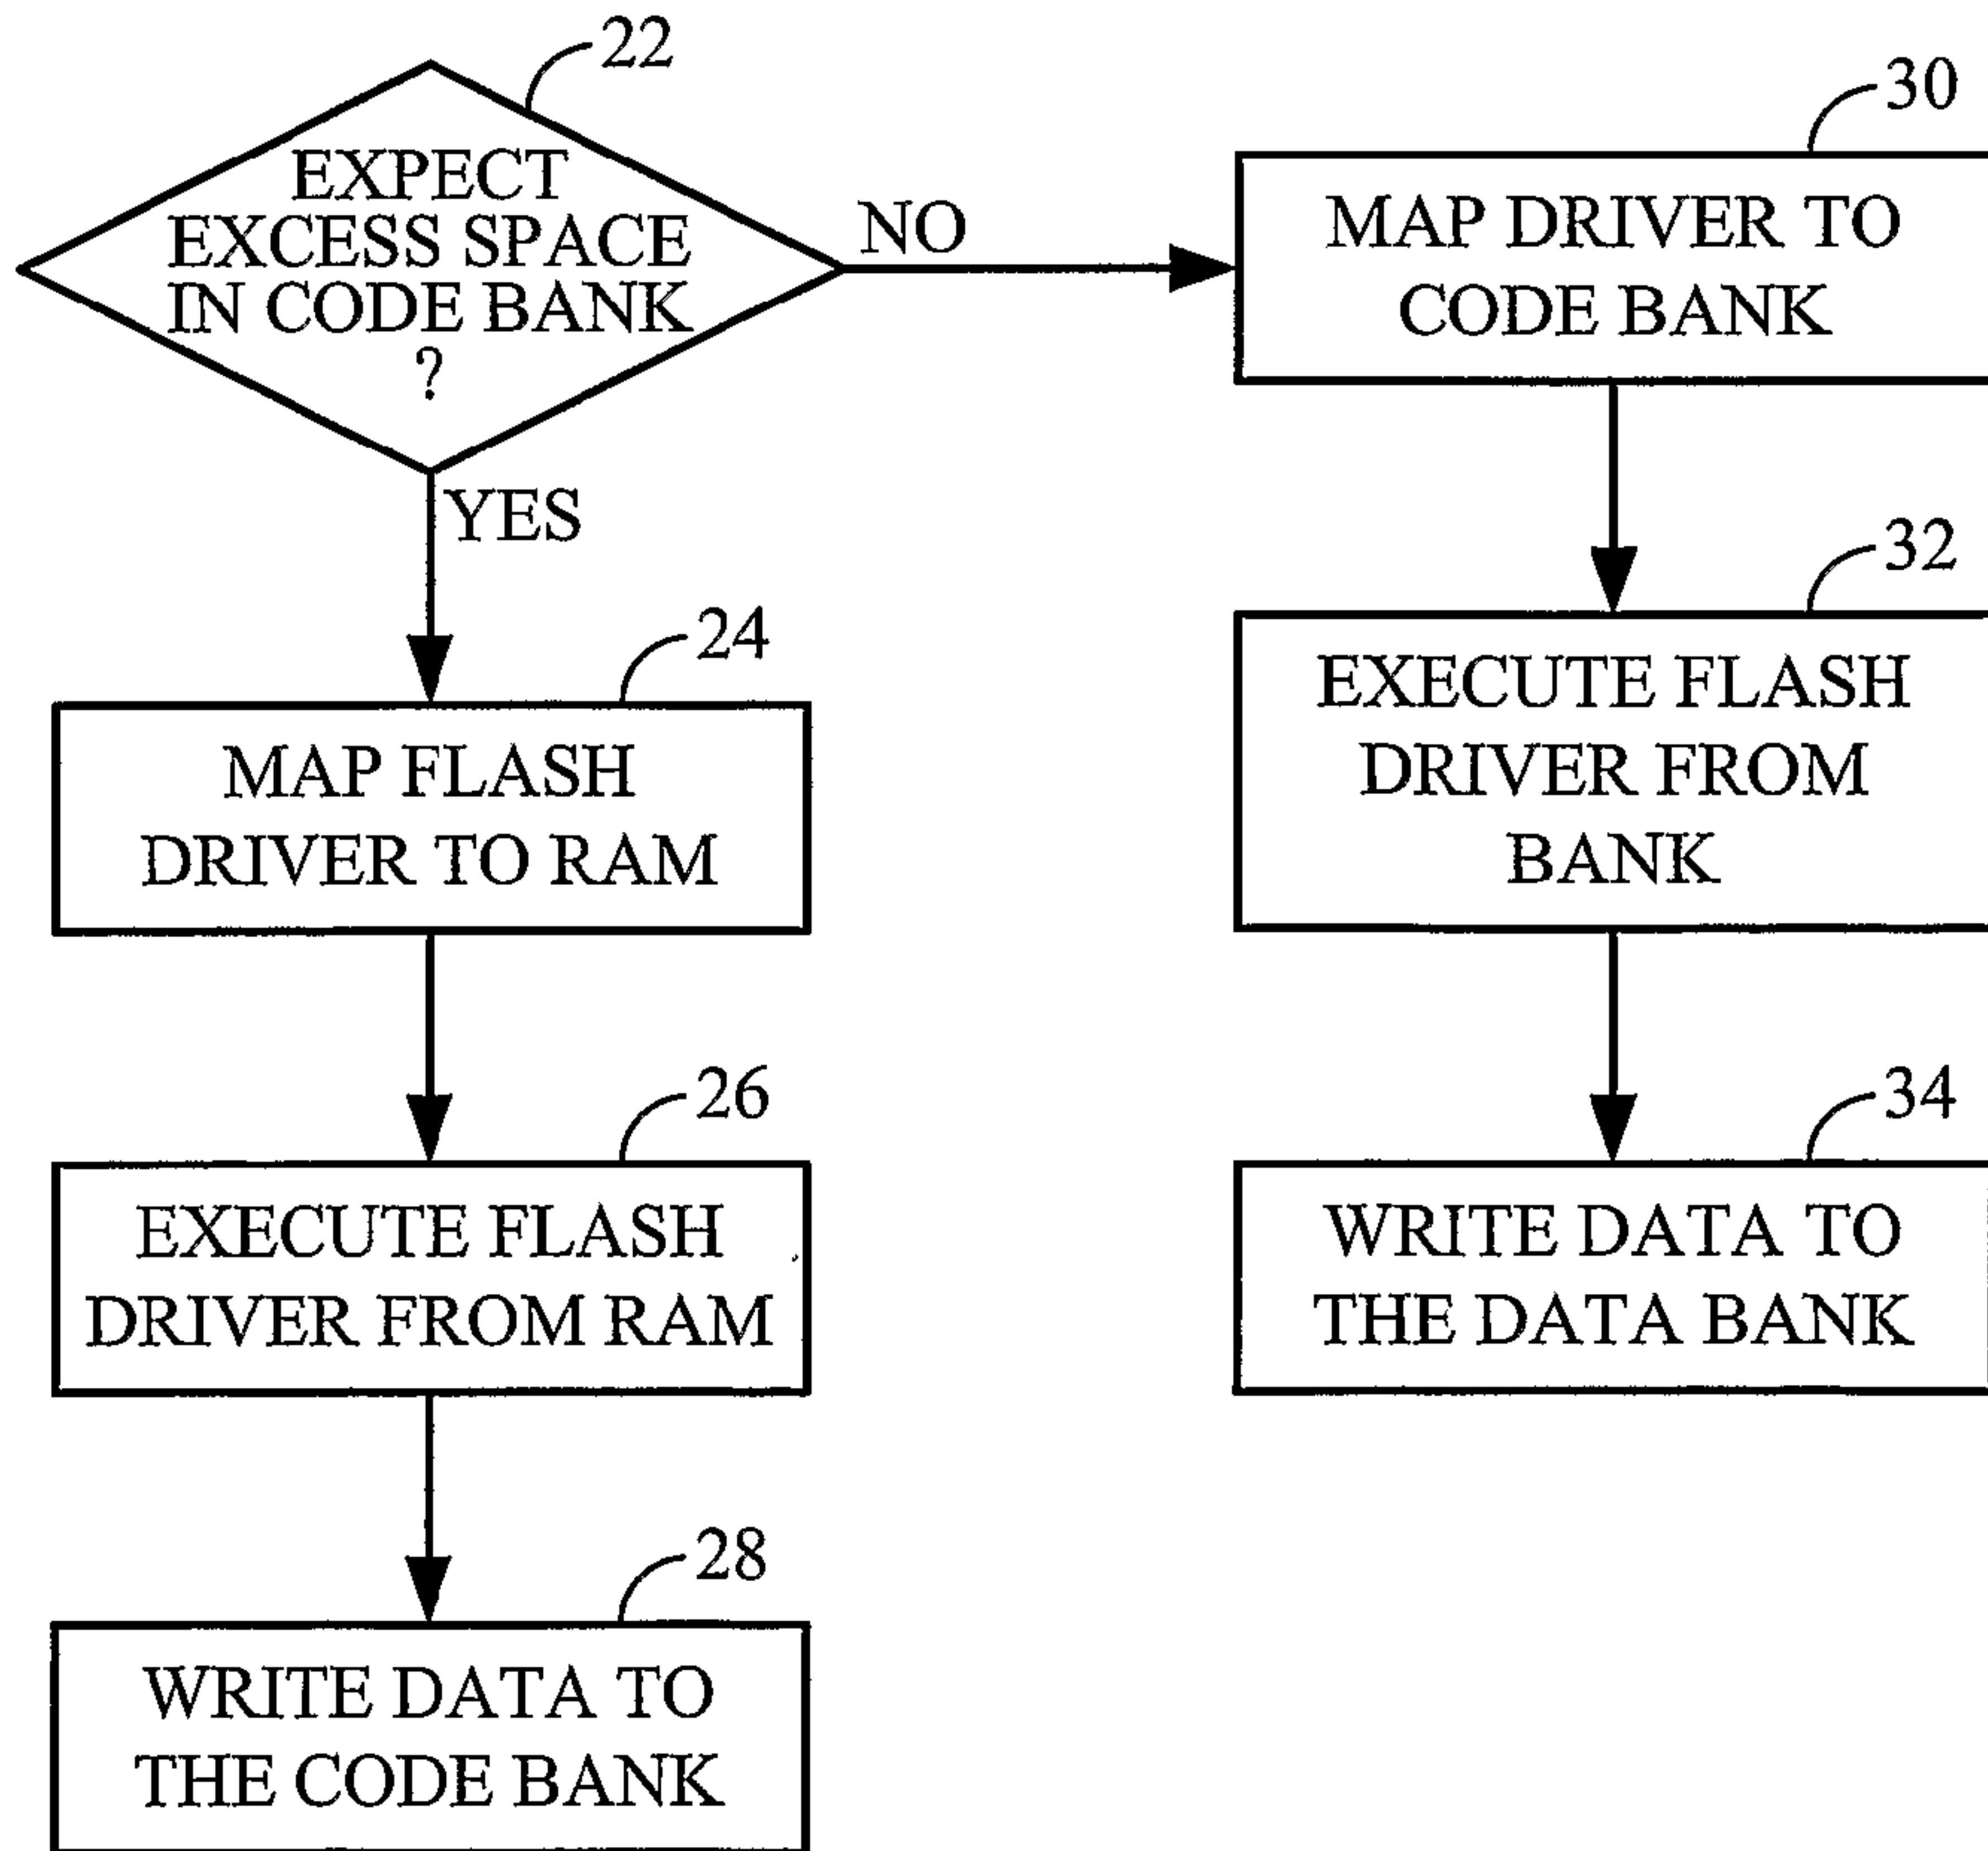 22
EXPECT
EXCESS SPACE
IN CODE BANK
?
NO
YES
24
MAP FLASH
DRIVER TO RAM
26
EXECUTE FLASH
DRIVER FROM RAM
28
WRITE DATA TO
THE CODE BANK
30
MAP DRIVER TO
CODE BANK
32
EXECUTE FLASH
DRIVER FROM
BANK
34
WRITE DATA TO
THE DATA BANK